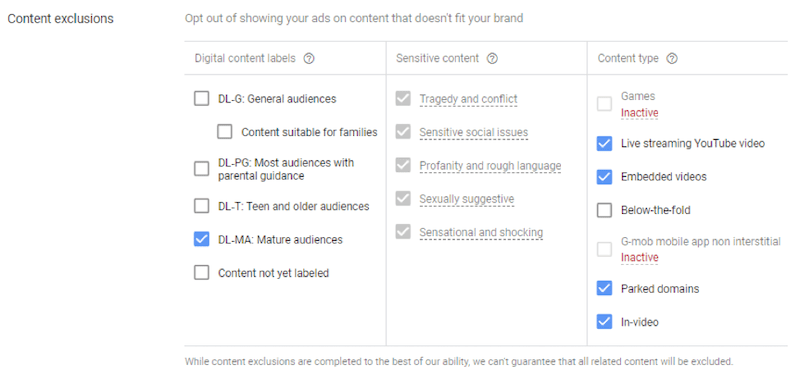 Content exclusions
Opt out of showing your ads on content that doesn't fit your brand
Digital content labels
DL-G: General audiences
Content suitable for families
DL-PG: Most audiences with
parental guidance
DL-T: Teen and older audiences
DL-MA: Mature audiences
Content not yet labeled
Sensitive content
Tragedy and conflict
Sensitive social issues
Profanity and rough language
Sexually suggestive
Sensational and shocking
Content type
Games
Inactive
Live streaming YouTube video
Embedded videos
Below-the-fold
G-mob mobile app non interstitial
Inactive
Parked domains
In-video
While content exclusions are completed to the best of our ability, we can't guarantee that all related content will be excluded.